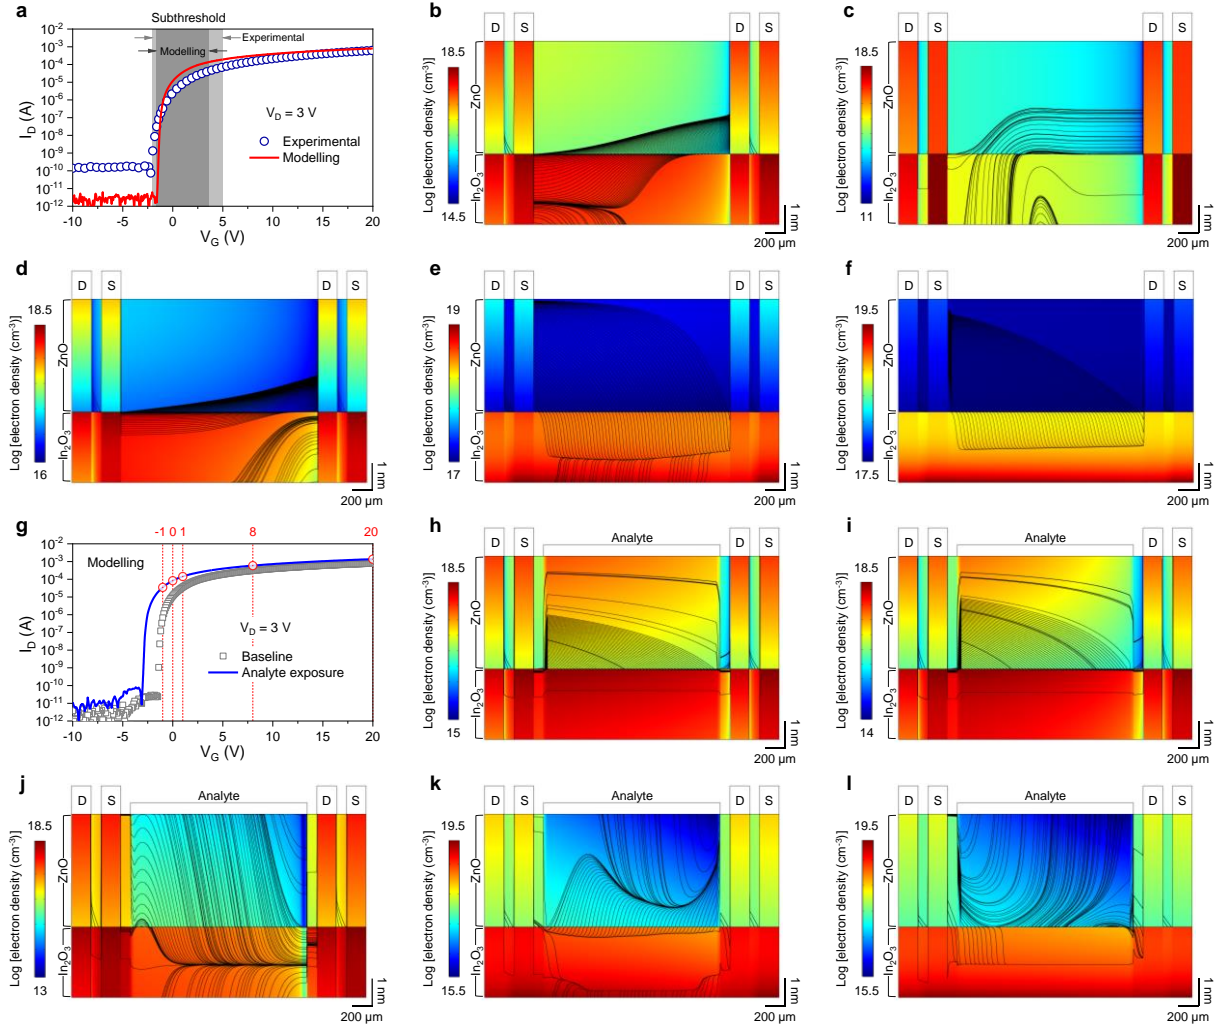 a
Subthreshold
Experimental
Modelling
10⁻²
10⁻³
10⁻⁴
10⁻⁵
10⁻⁶
10⁻⁷
10⁻⁸
10⁻⁹
10⁻¹⁰
10⁻¹¹
10⁻¹²
I_D (A)
V_D = 3 V
Experimental
Modelling
-10 -5 0 5 10 15 20
V_G (V)
b
D S D S
Log [electron density (cm⁻³)]
18.5
14.5
ZnO
In₂O₃
1 nm
200 µm
c
D S D S
Log [electron density (cm⁻³)]
18.5
11
ZnO
In₂O₃
1 nm
200 µm
d
D S D S
Log [electron density (cm⁻³)]
18.5
16
ZnO
In₂O₃
1 nm
200 µm
e
D S D S
Log [electron density (cm⁻³)]
19
17
ZnO
In₂O₃
1 nm
200 µm
f
D S D S
Log [electron density (cm⁻³)]
19.5
17.5
ZnO
In₂O₃
1 nm
200 µm
g
-1 0 1 8 20
Modelling
10⁻²
10⁻³
10⁻⁴
10⁻⁵
10⁻⁶
10⁻⁷
10⁻⁸
10⁻⁹
10⁻¹⁰
10⁻¹¹
10⁻¹²
I_D (A)
V_D = 3 V
Baseline
Analyte exposure
-10 -5 0 5 10 15 20
V_G (V)
h
Analyte
D S D S
Log [electron density (cm⁻³)]
18.5
15
ZnO
In₂O₃
1 nm
200 µm
i
Analyte
D S D S
Log [electron density (cm⁻³)]
18.5
14
ZnO
In₂O₃
1 nm
200 µm
j
Analyte
D S D S
Log [electron density (cm⁻³)]
18.5
13
ZnO
In₂O₃
1 nm
200 µm
k
Analyte
D S D S
Log [electron density (cm⁻³)]
19.5
15.5
ZnO
In₂O₃
1 nm
200 µm
l
Analyte
D S D S
Log [electron density (cm⁻³)]
19.5
15.5
ZnO
In₂O₃
1 nm
200 µm